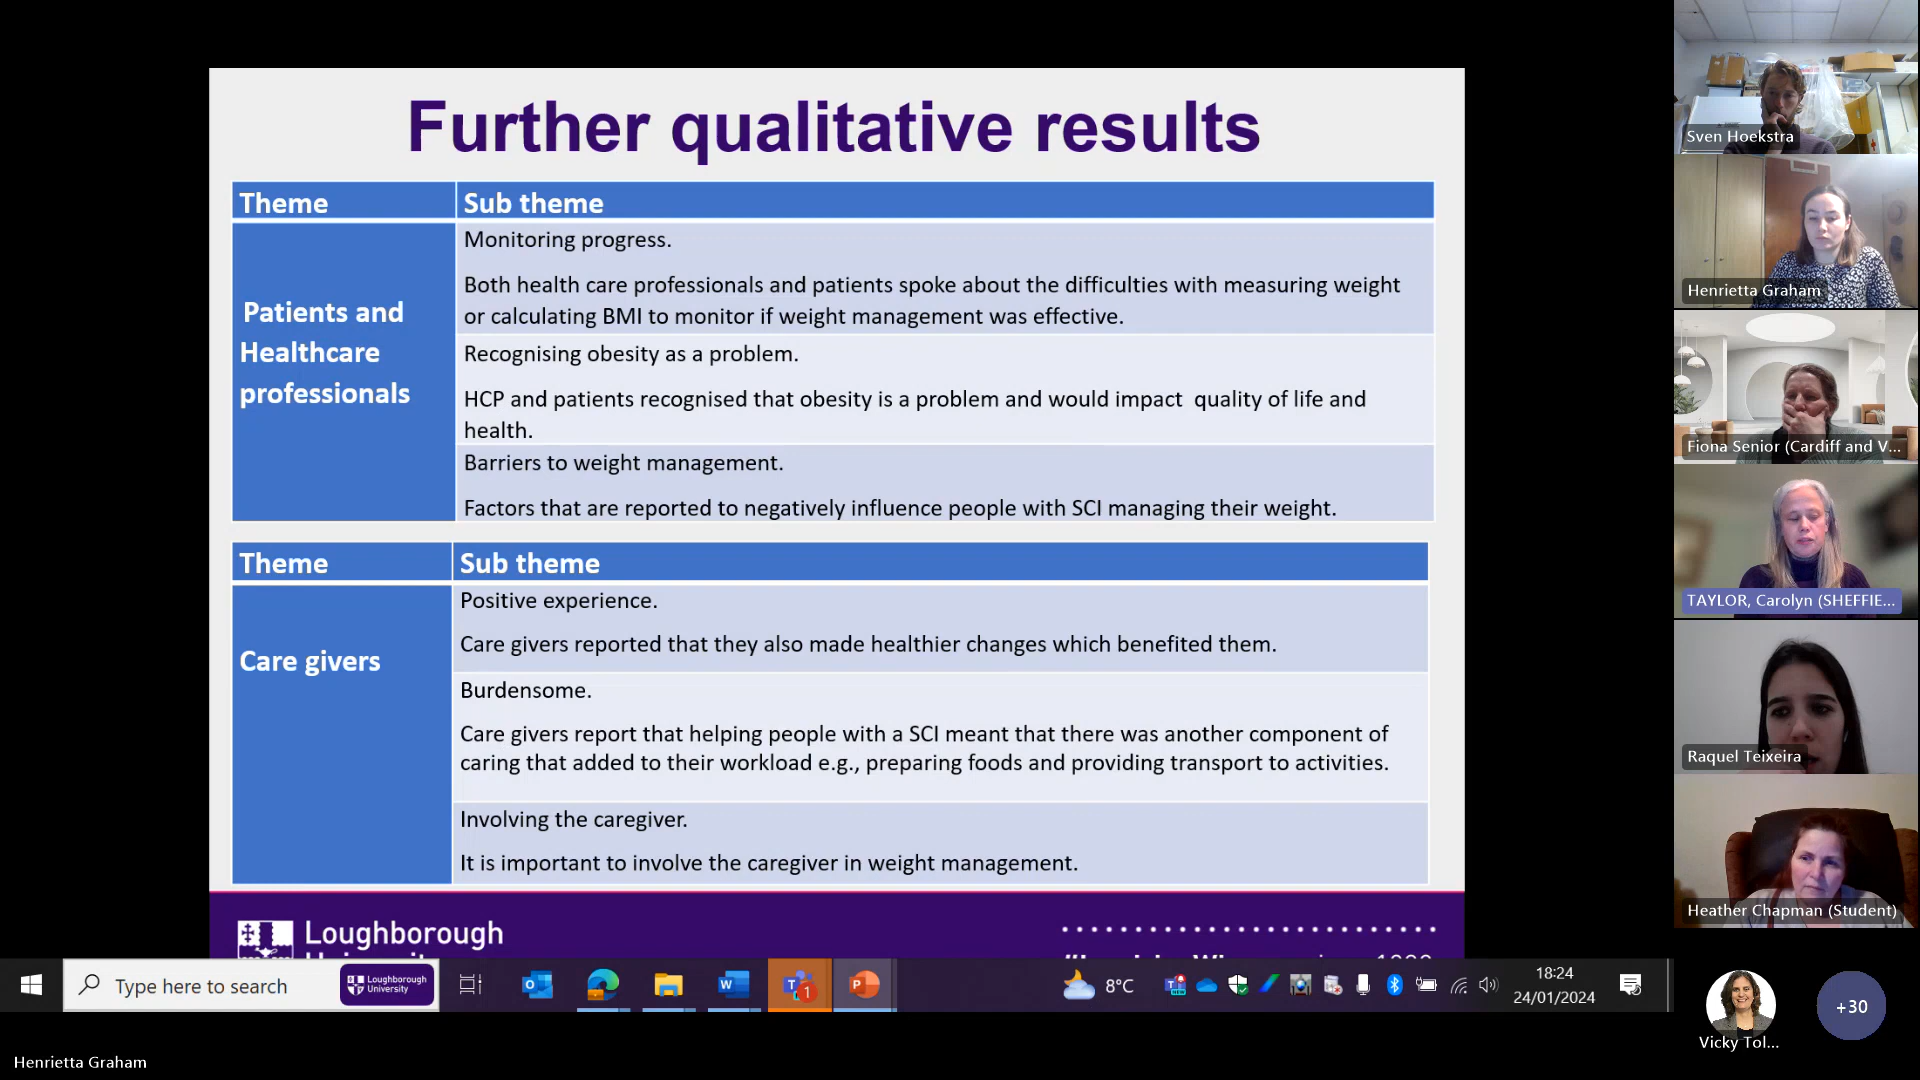 Further qualitative results
Theme
Sub theme
Patients and
Healthcare
professionals
Monitoring progress.
Both health care professionals and patients spoke about the difficulties with measuring weight
or calculating BMI to monitor if weight management was effective.
Recognising obesity as a problem.
HCP and patients recognised that obesity is a problem and would impact quality of life and
health.
Barriers to weight management.
Factors that are reported to negatively influence people with SCI managing their weight.
Theme
Sub theme
Care givers
Positive experience.
Care givers reported that they also made healthier changes which benefited them.
Burdensome.
Care givers report that helping people with a SCI meant that there was another component of
caring that added to their workload e.g., preparing foods and providing transport to activities.
Involving the caregiver.
It is important to involve the caregiver in weight management.
Loughborough
Type here to search
Loughborough
University
1
8°C
18:24
24/01/2024
Henrietta Graham
Sven Hoekstra
Henrietta Graham
Fiona Senior (Cardiff and V...
TAYLOR, Carolyn (SHEFFIE...
Raquel Teixeira
Heather Chapman (Student)
Vicky Tol...
+30